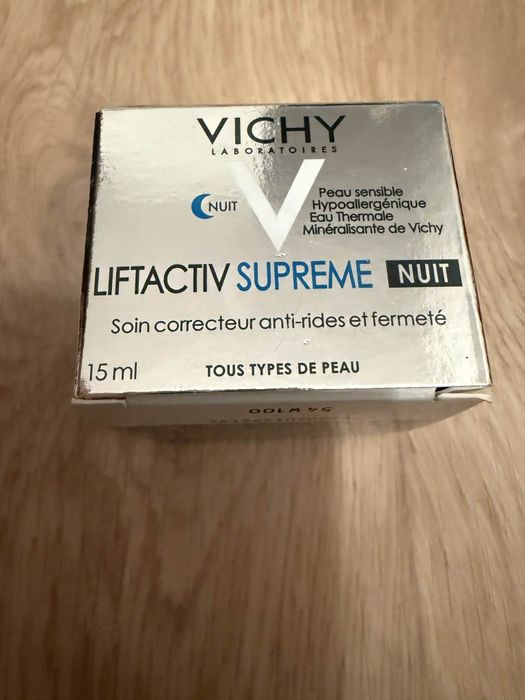 VICHY
LABORATOIRES
NUIT
Peau sensible
Hypoallergénique
Eau Thermale
Minéralisante de Vichy
LIFTACTIV SUPREME NUIT
Soin correcteur anti-rides et fermeté
15 ml TOUS TYPES DE PEAU
54W100